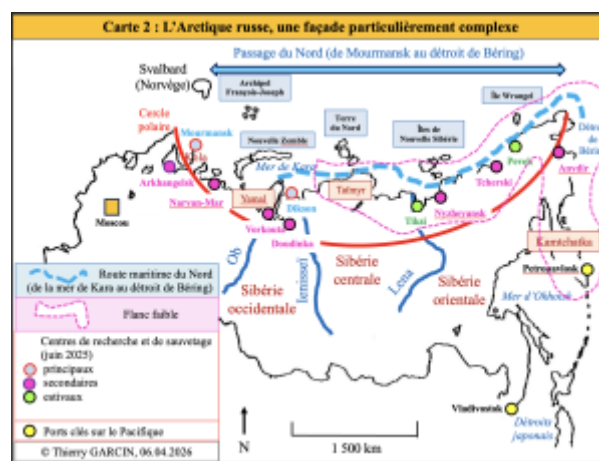 Carte 2 : L'Arctique russe, une façade particulièrement complexe
Passage du Nord (de Mourmansk au détroit de Béring)
Svalbard
(Norvège)
Archipel
François-Joseph
Île Wrangel
Cercle
polaire
Mourmansk
Nouvelle Zemble
Terre
du Nord
Îles de
Nouvelle Sibérie
Détroit
de
Béring
Kola
Mer de Kara
Pevek
Arkhangelsk
Naryan-Mar
Yamal
Dikson
Taïmyr
Tcherski
Anadir
Moscou
Vorkouta
Doudinka
Tiksi
Kamtchatka
Ob
Ienisseï
Lena
Sibérie
occidentale
Sibérie
centrale
Sibérie
orientale
Petropavlosk
Mer d'Okhotsk
Route maritime du Nord
(de la mer de Kara au détroit de Béring)
Flanc faible
Centres de recherche et de sauvetage
(juin 2025)
principaux
secondaires
estivaux
Ports clés sur le Pacifique
Vladivostok
Détroits
japonais
N
1 500 km
© Thierry GARCIN, 06.04.2026